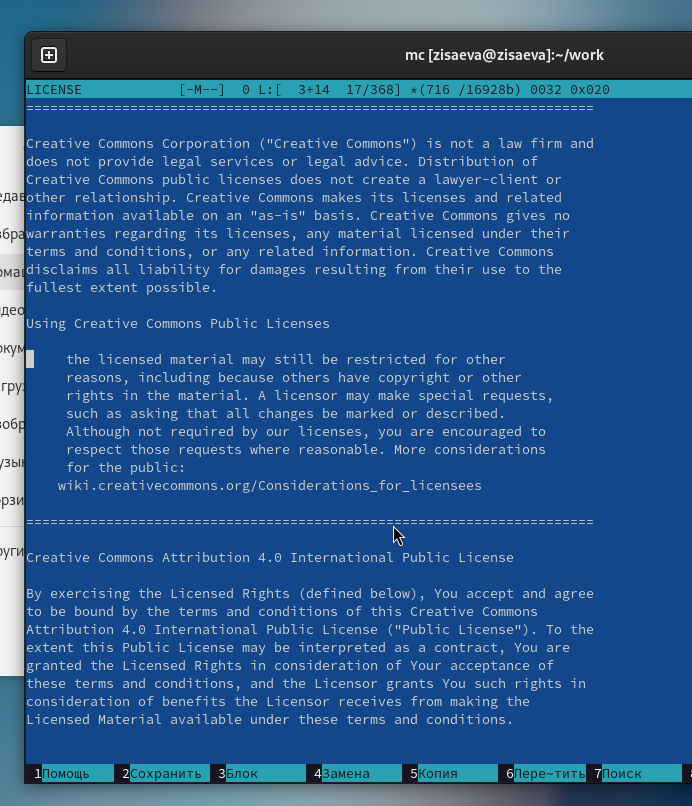 mc [zisaeva@zisaeva]:~/work
LICENSE [-M--] 0 L:[ 3+14 17/368] *(716 /16928b) 0032 0x020
=======================================================================
Creative Commons Corporation ("Creative Commons") is not a law firm and
does not provide legal services or legal advice. Distribution of
Creative Commons public licenses does not create a lawyer-client or
other relationship. Creative Commons makes its licenses and related
information available on an "as-is" basis. Creative Commons gives no
warranties regarding its licenses, any material licensed under their
terms and conditions, or any related information. Creative Commons
disclaims all liability for damages resulting from their use to the
fullest extent possible.
Using Creative Commons Public Licenses
the licensed material may still be restricted for other
reasons, including because others have copyright or other
rights in the material. A licensor may make special requests,
such as asking that all changes be marked or described.
Although not required by our licenses, you are encouraged to
respect those requests where reasonable. More considerations
for the public:
wiki.creativecommons.org/Considerations_for_licensees
=======================================================================
Creative Commons Attribution 4.0 International Public License
By exercising the Licensed Rights (defined below), You accept and agree
to be bound by the terms and conditions of this Creative Commons
Attribution 4.0 International Public License ("Public License"). To the
extent this Public License may be interpreted as a contract, You are
granted the Licensed Rights in consideration of Your acceptance of
these terms and conditions, and the Licensor grants You such rights in
consideration of benefits the Licensor receives from making the
Licensed Material available under these terms and conditions.
1Помощь 2Сохранить 3Блок 4Замена 5Копия 6Пере~тить 7Поиск